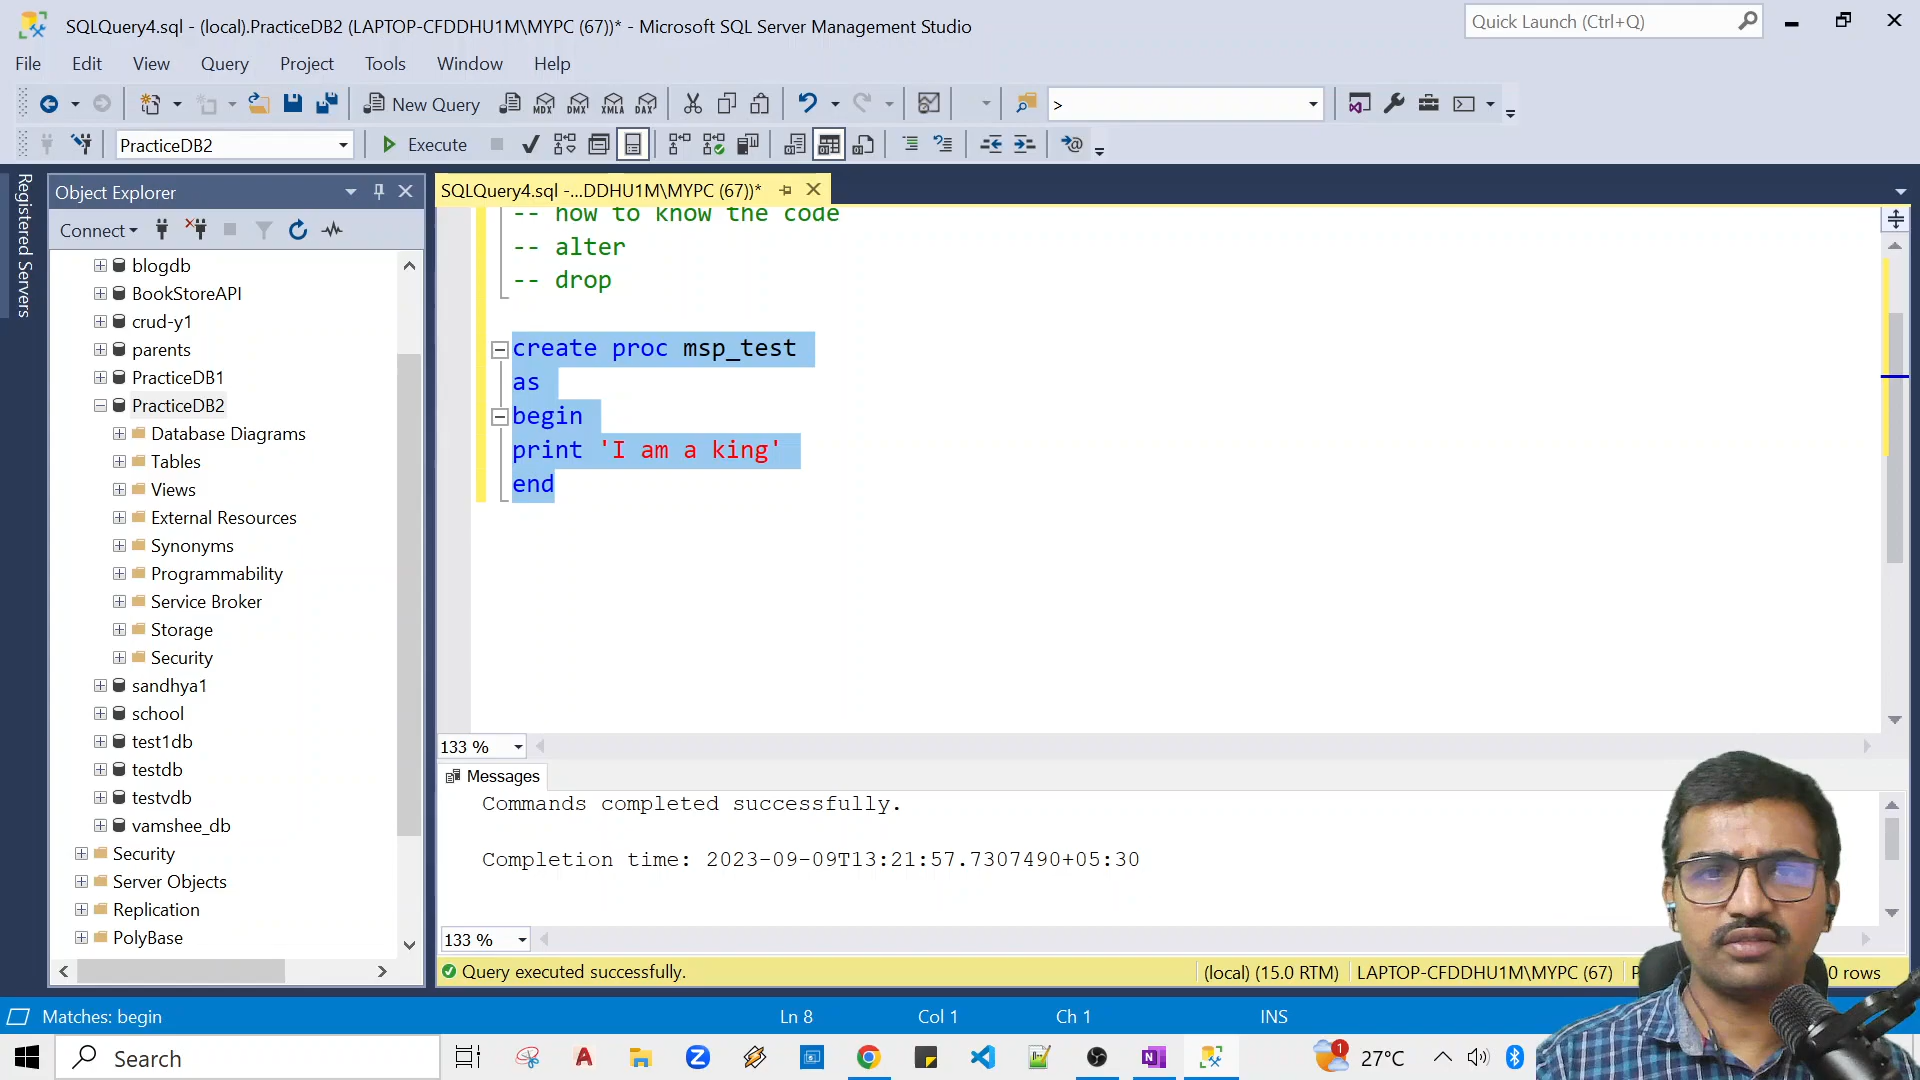 SQLQuery4.sql - (local).PracticeDB2 (LAPTOP-CFDDHU1M\MYPC (67))* - Microsoft SQL Server Management Studio
Quick Launch (Ctrl+Q)
File Edit View Query Project Tools Window Help
New Query MDX DMX XMLA DAX >
PracticeDB2 Execute
Registered Servers
Object Explorer
SQLQuery4.sql -...DDHU1M\MYPC (67))*
Connect
blogdb
BookStoreAPI
crud-y1
parents
PracticeDB1
PracticeDB2
Database Diagrams
Tables
Views
External Resources
Synonyms
Programmability
Service Broker
Storage
Security
sandhya1
school
test1db
testdb
testvdb
vamshee_db
Security
Server Objects
Replication
PolyBase
-- how to know the code
-- alter
-- drop
create proc msp_test
as
begin
print 'I am a king'
end
133 %
Messages
Commands completed successfully.
Completion time: 2023-09-09T13:21:57.7307490+05:30
133 %
Query executed successfully. (local) (15.0 RTM) LAPTOP-CFDDHU1M\MYPC (67) P 0 rows
Matches: begin Ln 8 Col 1 Ch 1 INS
Search 1 27°C